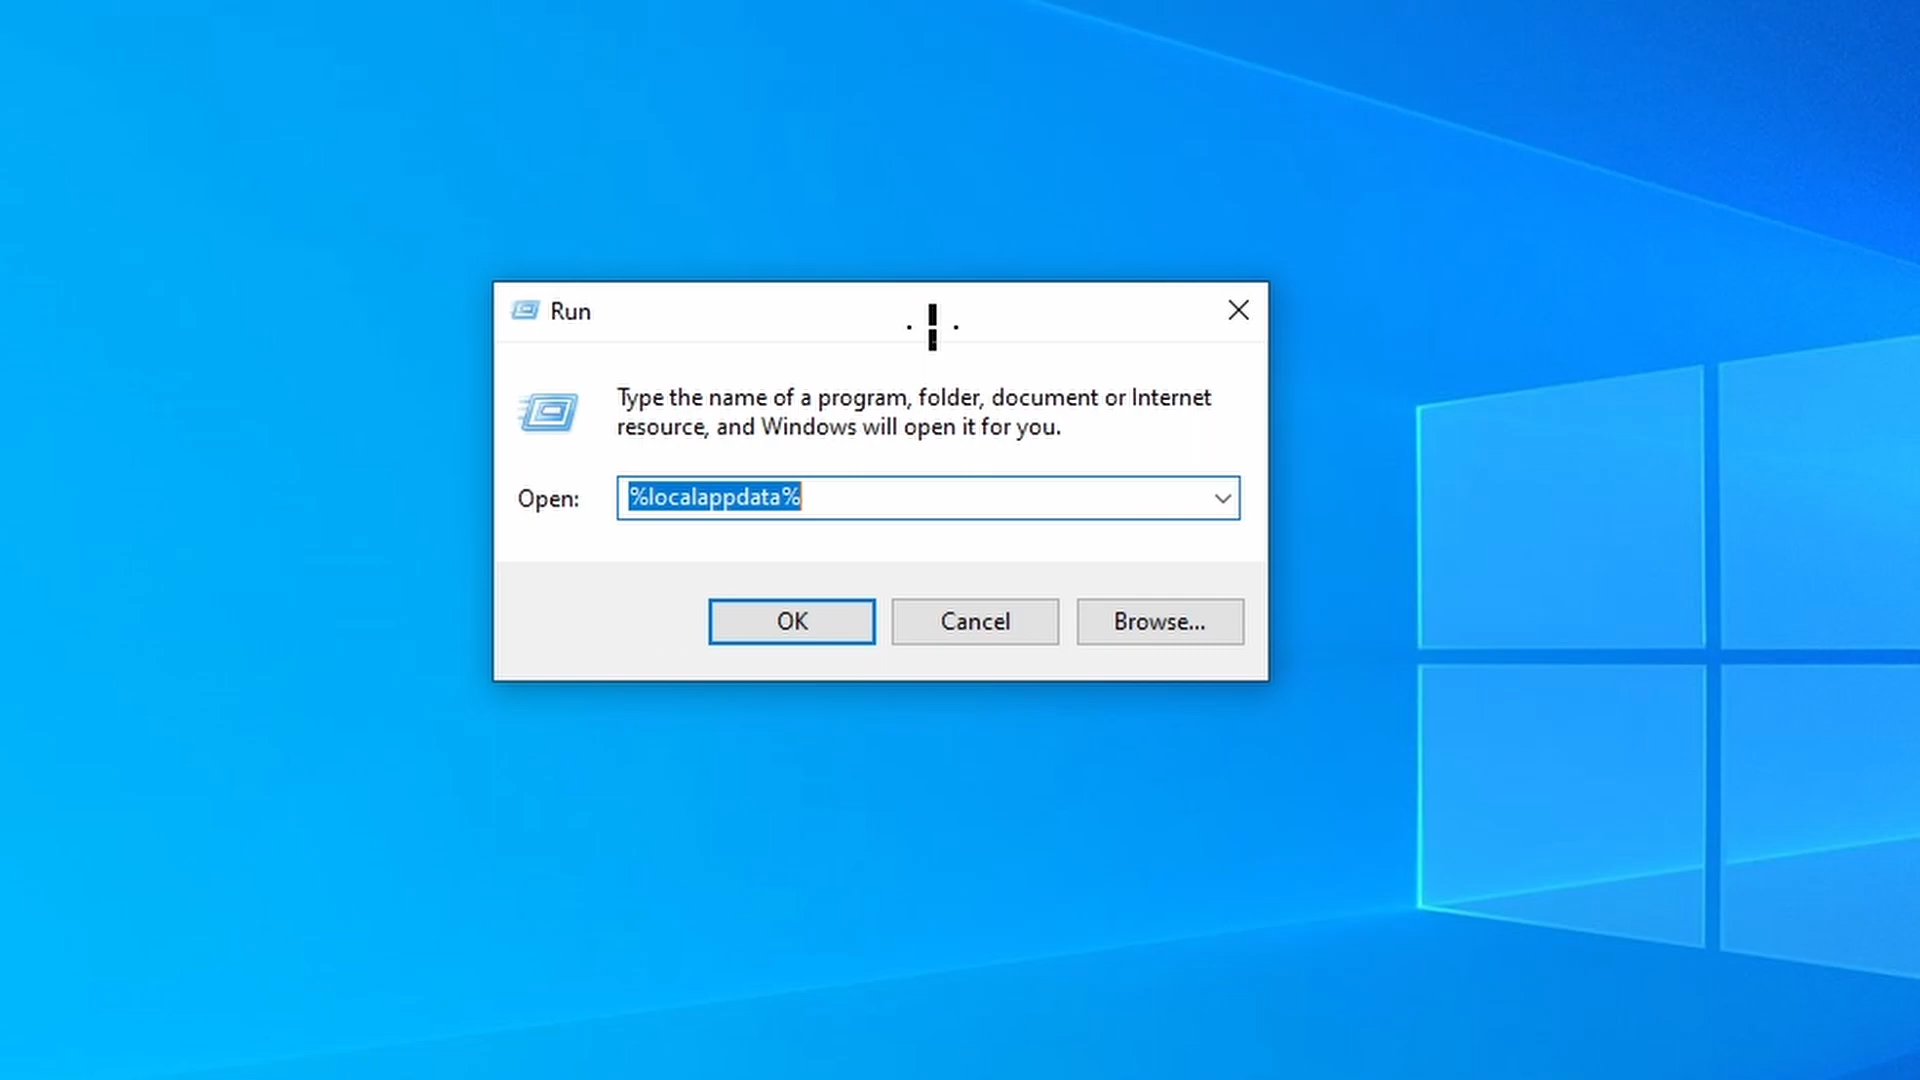 Run
Type the name of a program, folder, document or Internet
resource, and Windows will open it for you.
Open: %localappdata%
OK Cancel Browse...